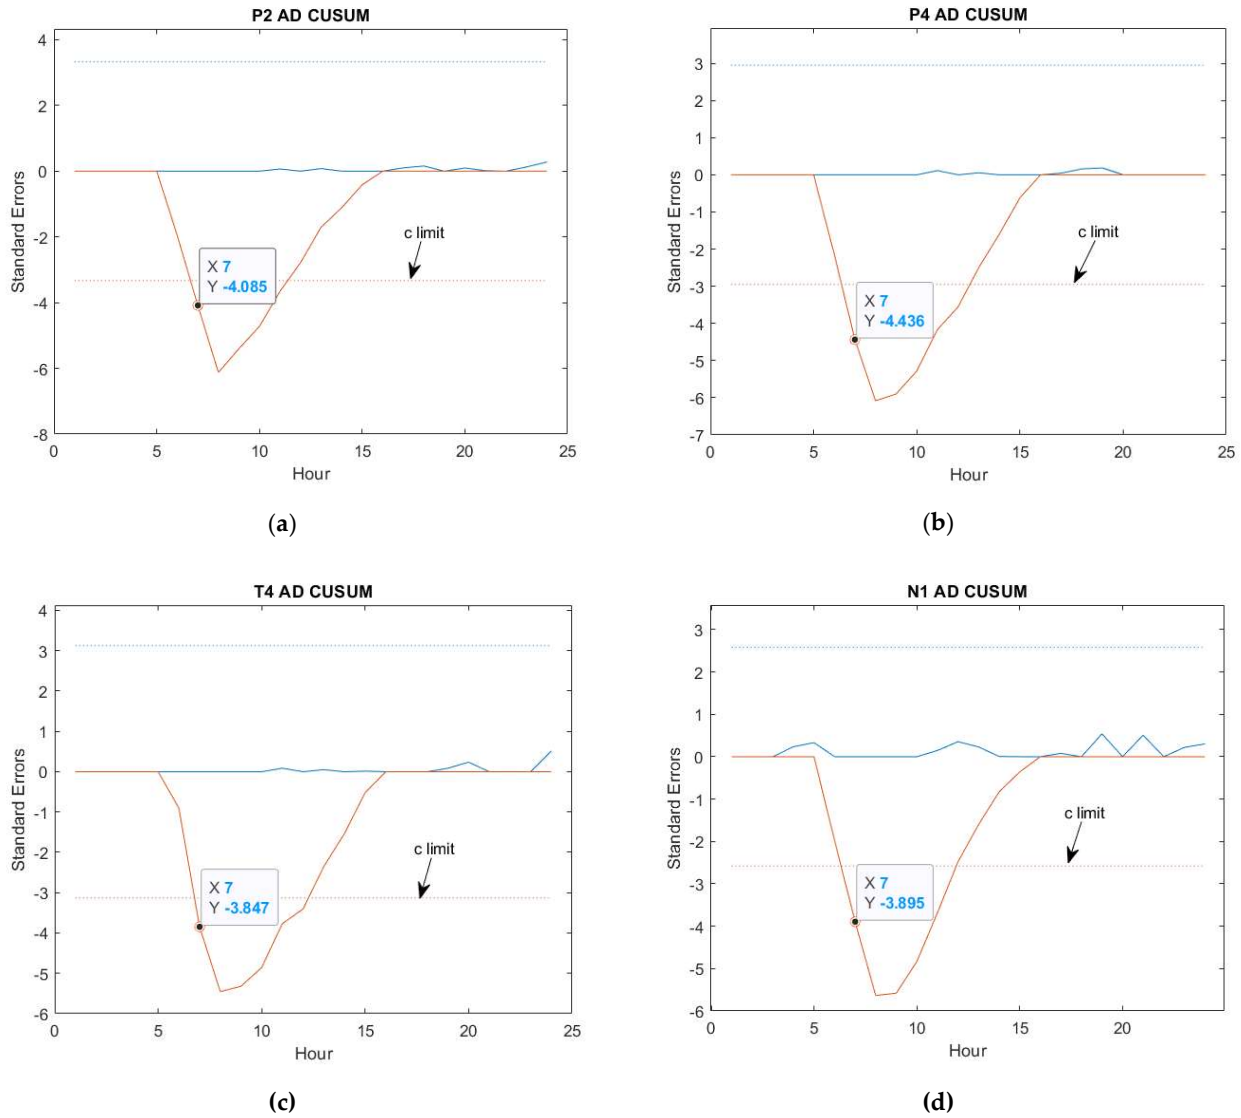 P2 AD CUSUM
4
2
0
-2
-4
-6
-8
Standard Errors
c limit
X 7
Y -4.085
0
5
10
15
20
25
Hour
(a)
P4 AD CUSUM
3
2
1
0
-1
-2
-3
-4
-5
-6
-7
Standard Errors
c limit
X 7
Y -4.436
0
5
10
15
20
25
Hour
(b)
T4 AD CUSUM
4
3
2
1
0
-1
-2
-3
-4
-5
-6
Standard Errors
c limit
X 7
Y -3.847
0
5
10
15
20
25
Hour
(c)
N1 AD CUSUM
3
2
1
0
-1
-2
-3
-4
-5
-6
Standard Errors
c limit
X 7
Y -3.895
0
5
10
15
20
Hour
(d)